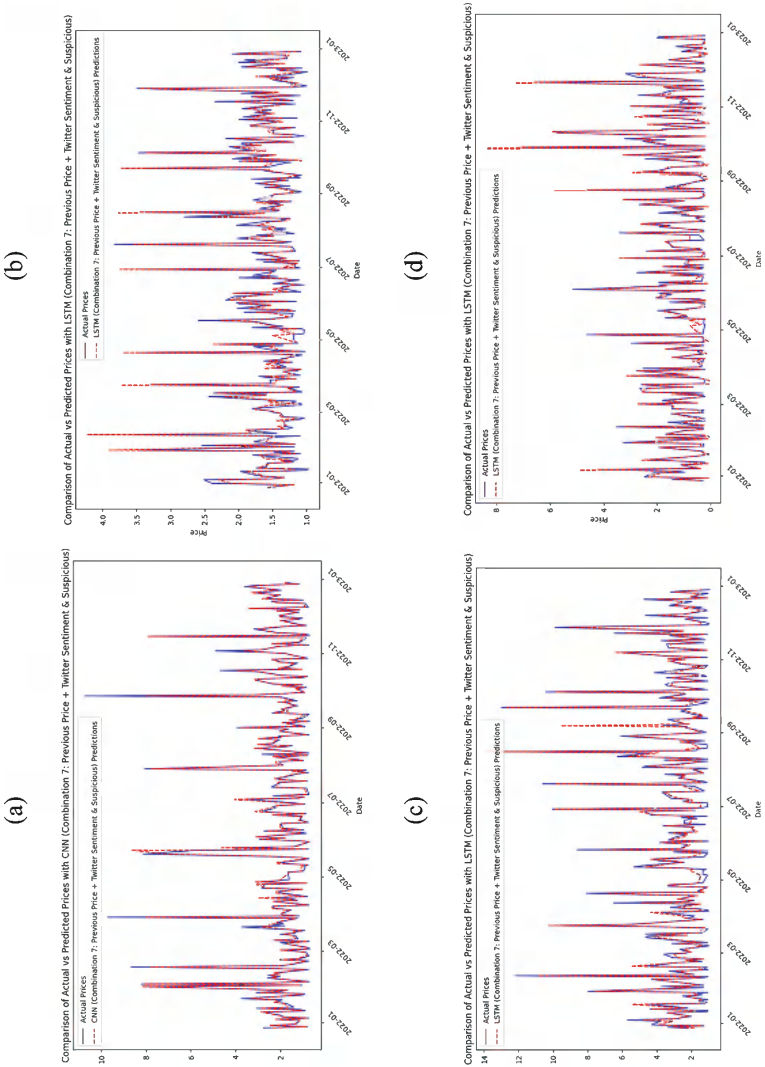 (a)
Comparison of Actual vs Predicted Prices with CNN (Combination 7: Previous Price + Twitter Sentiment & Suspicious)
Actual Prices
CNN (Combination 7: Previous Price + Twitter Sentiment & Suspicious) Predictions
10
8
6
4
2
2022-01
2022-03
2022-05
2022-07
2022-09
2022-11
2023-01
Date
(b)
Comparison of Actual vs Predicted Prices with LSTM (Combination 7: Previous Price + Twitter Sentiment & Suspicious)
Actual Prices
LSTM (Combination 7: Previous Price + Twitter Sentiment & Suspicious) Predictions
4.0
3.5
3.0
2.5
2.0
1.5
1.0
Price
2022-01
2022-03
2022-05
2022-07
2022-09
2022-11
2023-01
Date
(c)
Comparison of Actual vs Predicted Prices with LSTM (Combination 7: Previous Price + Twitter Sentiment & Suspicious)
Actual Prices
LSTM (Combination 7: Previous Price + Twitter Sentiment & Suspicious) Predictions
14
12
10
8
6
4
2
2022-01
2022-03
2022-05
2022-07
2022-09
2022-11
2023-01
Date
(d)
Comparison of Actual vs Predicted Prices with LSTM (Combination 7: Previous Price + Twitter Sentiment & Suspicious)
Actual Prices
LSTM (Combination 7: Previous Price + Twitter Sentiment & Suspicious) Predictions
8
6
4
2
0
Price
2022-01
2022-03
2022-05
2022-07
2022-09
2022-11
2023-01
Date